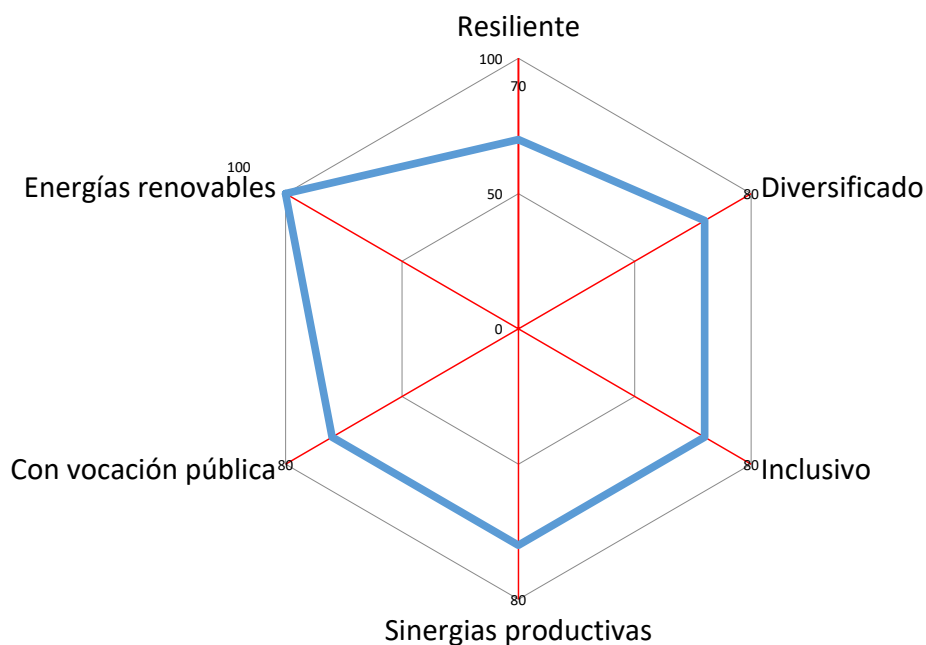 Resiliente
100
70
100
Energías renovables
50
80
Diversificado
0
Con vocación pública
80
80
Inclusivo
80
Sinergias productivas